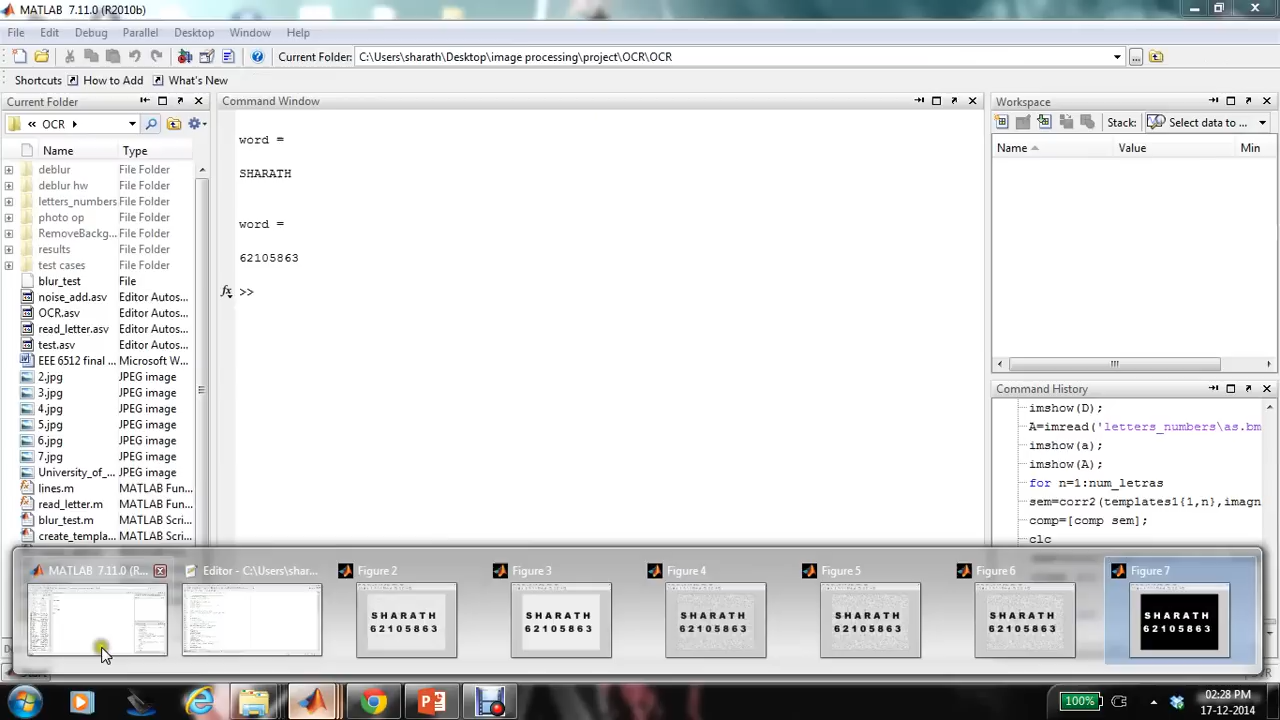 MATLAB 7.11.0 (R2010b)
File Edit Debug Parallel Desktop Window Help
Current Folder: C:\Users\sharath\Desktop\image processing\project\OCR\OCR
Shortcuts How to Add What's New
Current Folder
« OCR
Name Type
deblur File Folder
deblur hw File Folder
letters_numbers File Folder
photo op File Folder
RemoveBackg... File Folder
results File Folder
test cases File Folder
blur_test File
noise_add.asv Editor Autos...
OCR.asv Editor Autos...
read_letter.asv Editor Autos...
test.asv Editor Autos...
EEE 6512 final ... Microsoft W...
2.jpg JPEG image
3.jpg JPEG image
4.jpg JPEG image
5.jpg JPEG image
6.jpg JPEG image
7.jpg JPEG image
University_of_... JPEG image
lines.m MATLAB Fun...
read_letter.m MATLAB Fun...
blur_test.m MATLAB Scri...
create_templa... MATLAB Scri...
Command Window
word =
SHARATH
word =
62105863
fx >>
Workspace
Stack: Select data to ...
Name Value Min
Command History
imshow(D);
A=imread('letters_numbers\as.bm
imshow(a);
imshow(A);
for n=1:num_letras
sem=corr2(templates1{1,n},imagn
comp=[comp sem];
clc
MATLAB 7.11.0 (R... Editor - C:\Users\shar... Figure 2 Figure 3 Figure 4 Figure 5 Figure 6 Figure 7
SHARATH SHARATH SHARATH SHARATH SHARATH SHARATH
62105863 62105863 62105863 62105863 62105863 62105863
100% 02:28 PM
17-12-2014